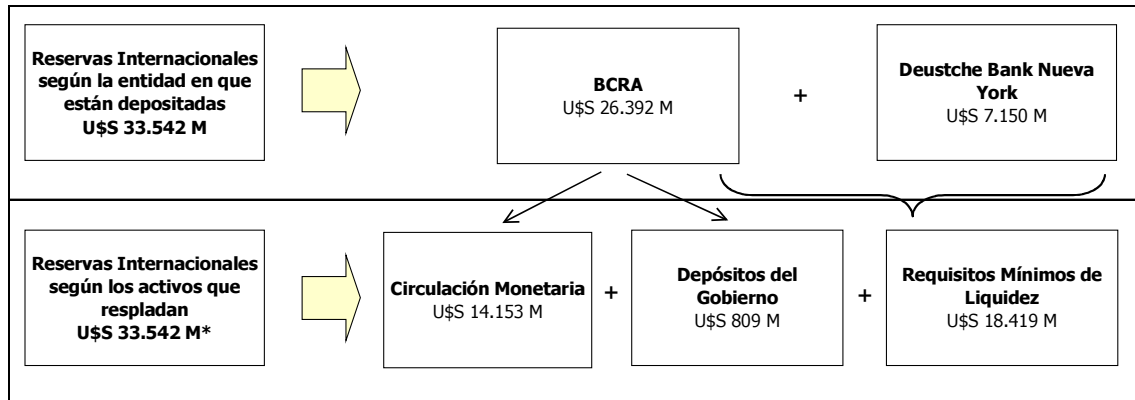 Reservas Internacionales
según la entidad en que
están depositadas
U$S 33.542 M
BCRA
U$S 26.392 M
+
Deustche Bank Nueva
York
U$S 7.150 M
Reservas Internacionales
según los activos que
respladan
U$S 33.542 M*
Circulación Monetaria
U$S 14.153 M
+
Depósitos del
Gobierno
U$S 809 M
+
Requisitos Mínimos de
Liquidez
U$S 18.419 M